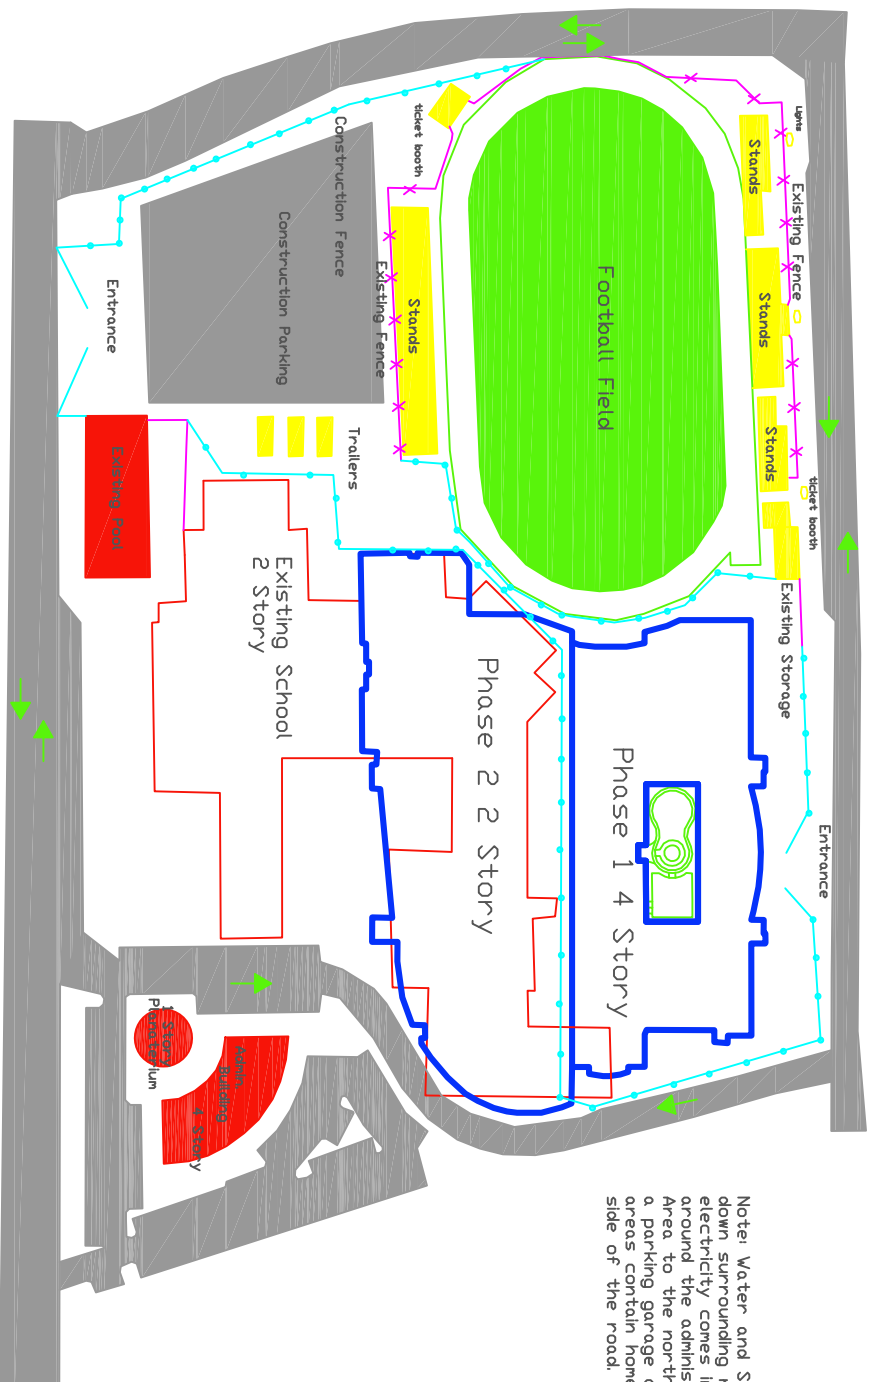 Lights
ticket booth
Existing Fence
Entrance
Existing Storage
Stands
Stands
Stands
Note: Water and S
down surrounding
electricity comes
around the adminis
Area to the north
a parking garage
areas contain home
side of the road.
Football Field
Phase 1 4 Story
Phase 2 2 Story
ticket booth
Stands
Existing Fence
Trailers
Construction Fence
Construction Parking
Existing School
2 Story
Admin.
Building
4 Story
1 Story
Planaterium
Entrance
Existing Pool